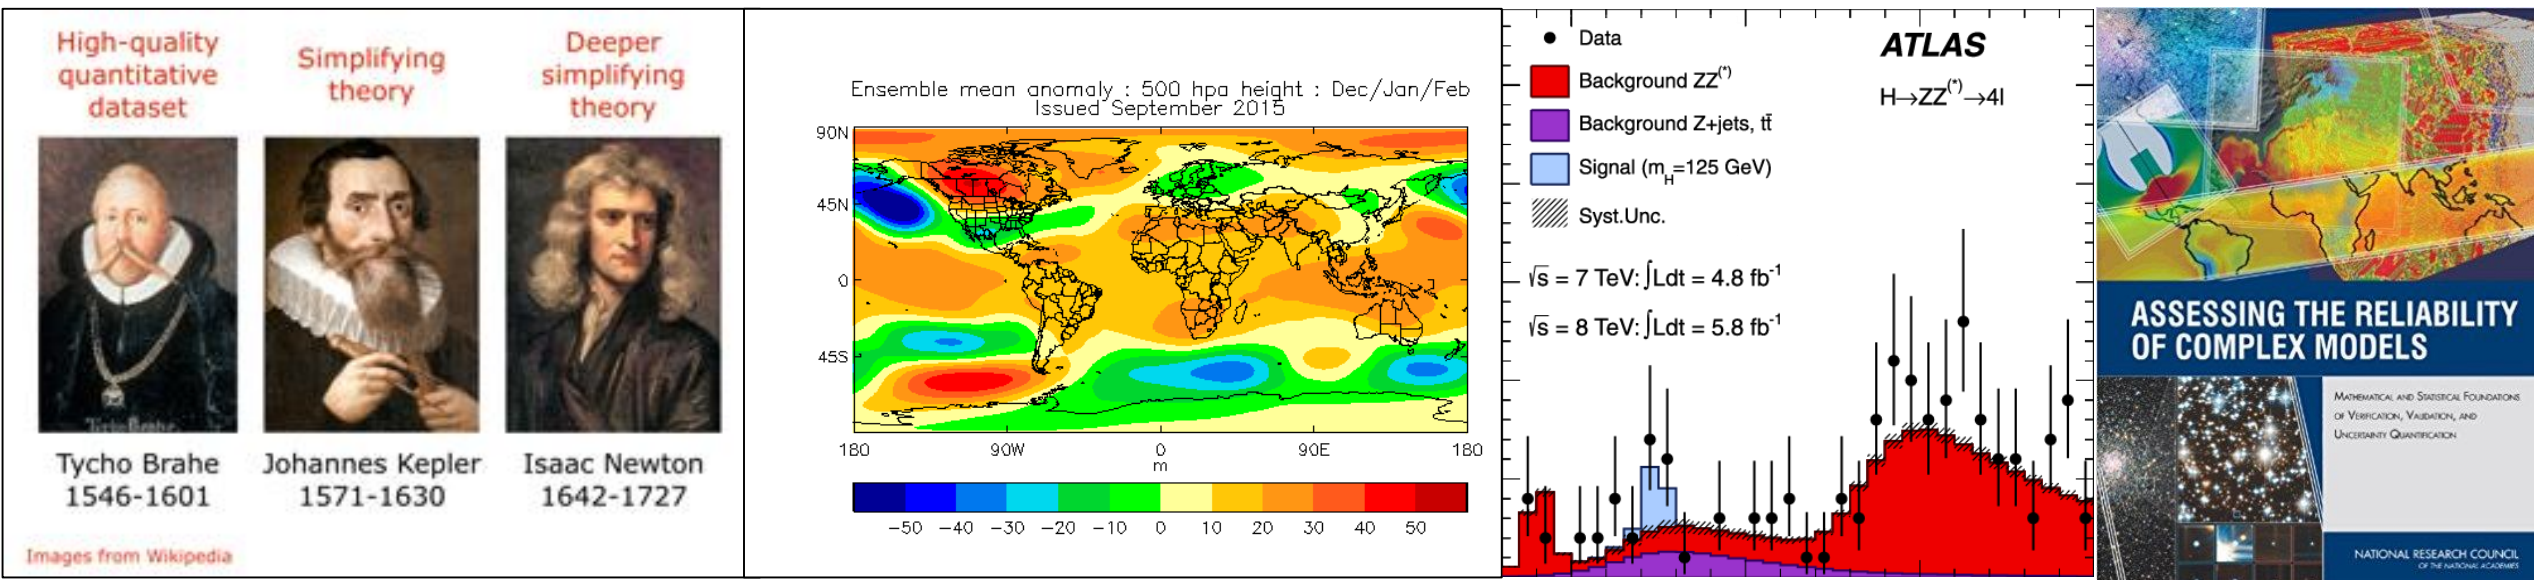 High-quality
quantitative
dataset
Simplifying
theory
Deeper
simplifying
theory
Tycho Brahe
1546-1601
Johannes Kepler
1571-1630
Isaac Newton
1642-1727
Images from Wikipedia
Ensemble mean anomaly : 500 hpa height : Dec/Jan/Feb
Issued September 2015
90N
45N
0
45S
180 90W 0 90E 180
m
-50 -40 -30 -20 -10 0 10 20 30 40 50
Data
Background ZZ(*)
Background Z+jets, tt̄
Signal (mH=125 GeV)
Syst.Unc.
√s = 7 TeV: ∫Ldt = 4.8 fb-1
√s = 8 TeV: ∫Ldt = 5.8 fb-1
ATLAS
H→ZZ(*)→4l
ASSESSING THE RELIABILITY
OF COMPLEX MODELS
MATHEMATICAL AND STATISTICAL FOUNDATIONS
OF VERIFICATION, VALIDATION, AND
UNCERTAINTY QUANTIFICATION
NATIONAL RESEARCH COUNCIL
OF THE NATIONAL ACADEMIES